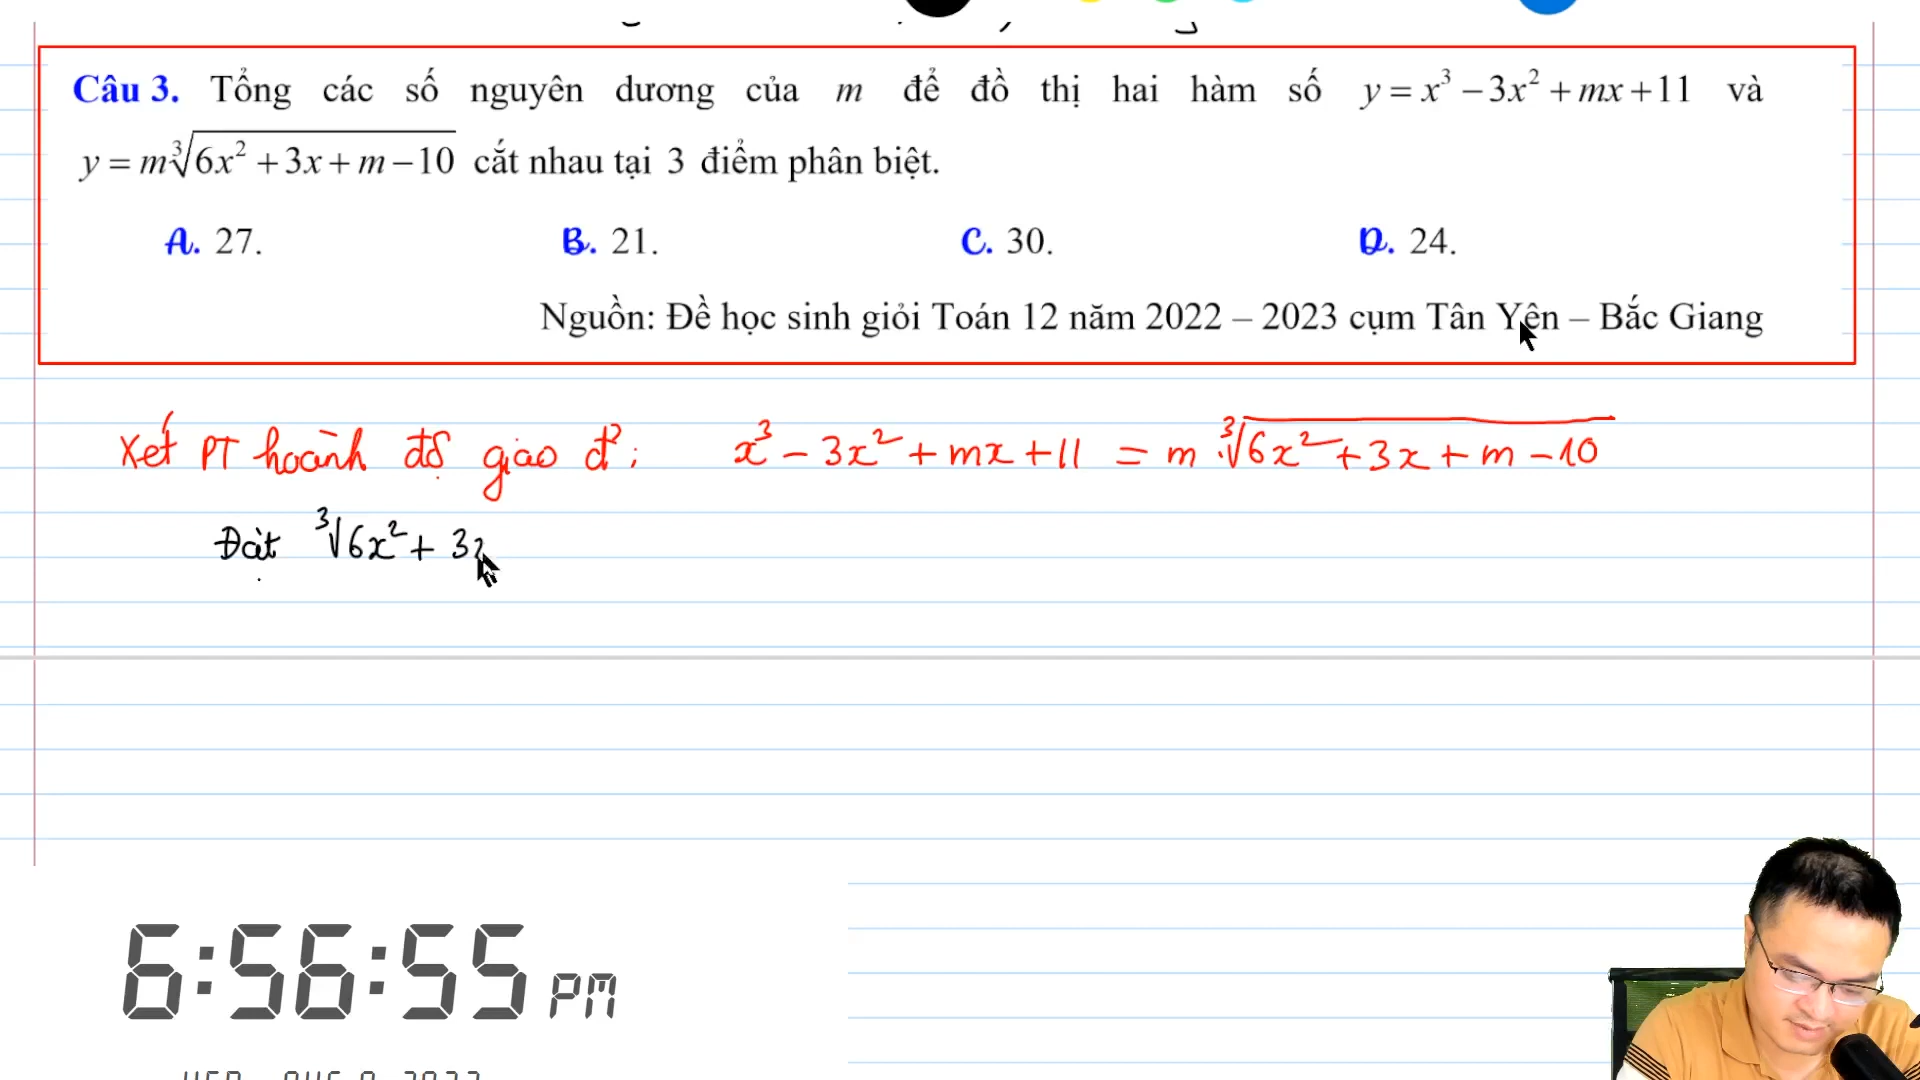 Câu 3. Tổng các số nguyên dương của m để đồ thị hai hàm số y = x³ − 3x² + mx + 11 và
y = m∛(6x² + 3x + m − 10) cắt nhau tại 3 điểm phân biệt.
A. 27. B. 21. C. 30. D. 24.
Nguồn: Đề học sinh giỏi Toán 12 năm 2022 – 2023 cụm Tân Yên – Bắc Giang
Xét PT hoành độ giao đ²: x³ − 3x² + mx + 11 = m.∛(6x² + 3x + m − 10)
Đặt ∛6x² + 3x
6:56:55 PM